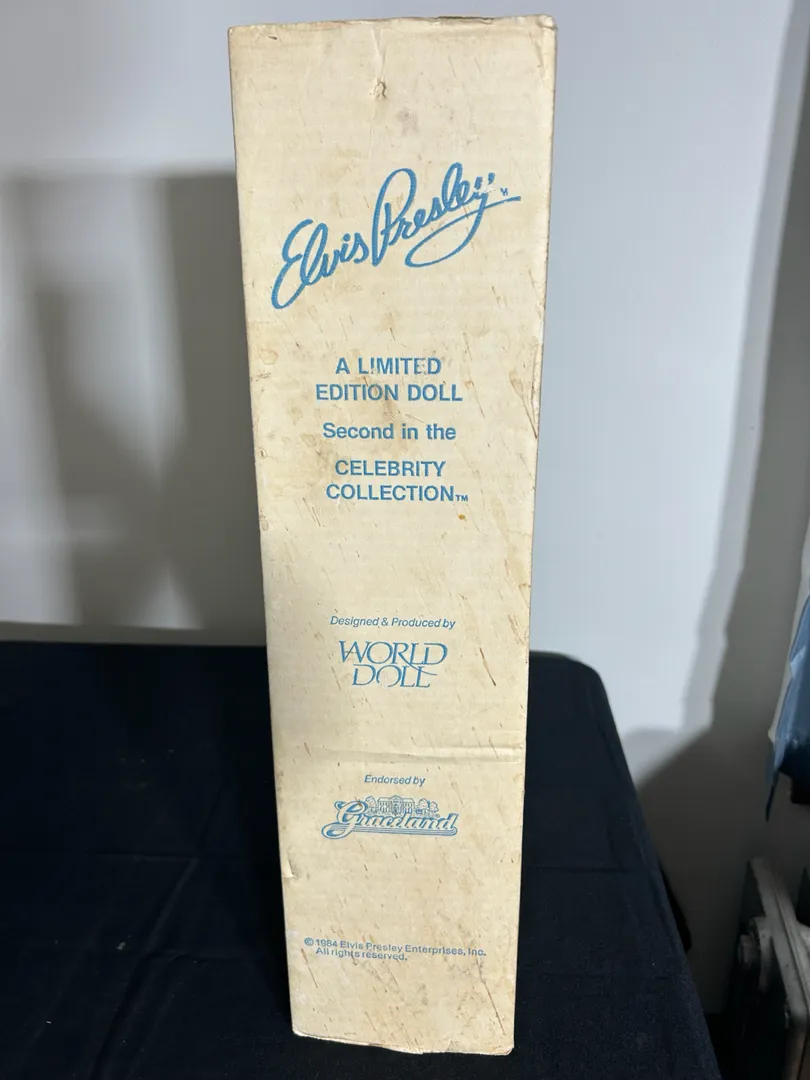 Elvis Presley
A LIMITED
EDITION DOLL
Second in the
CELEBRITY
COLLECTION™
Designed & Produced by
WORLD
DOLL
Endorsed by
Graceland
© 1984 Elvis Presley Enterprises, Inc.
All rights reserved.